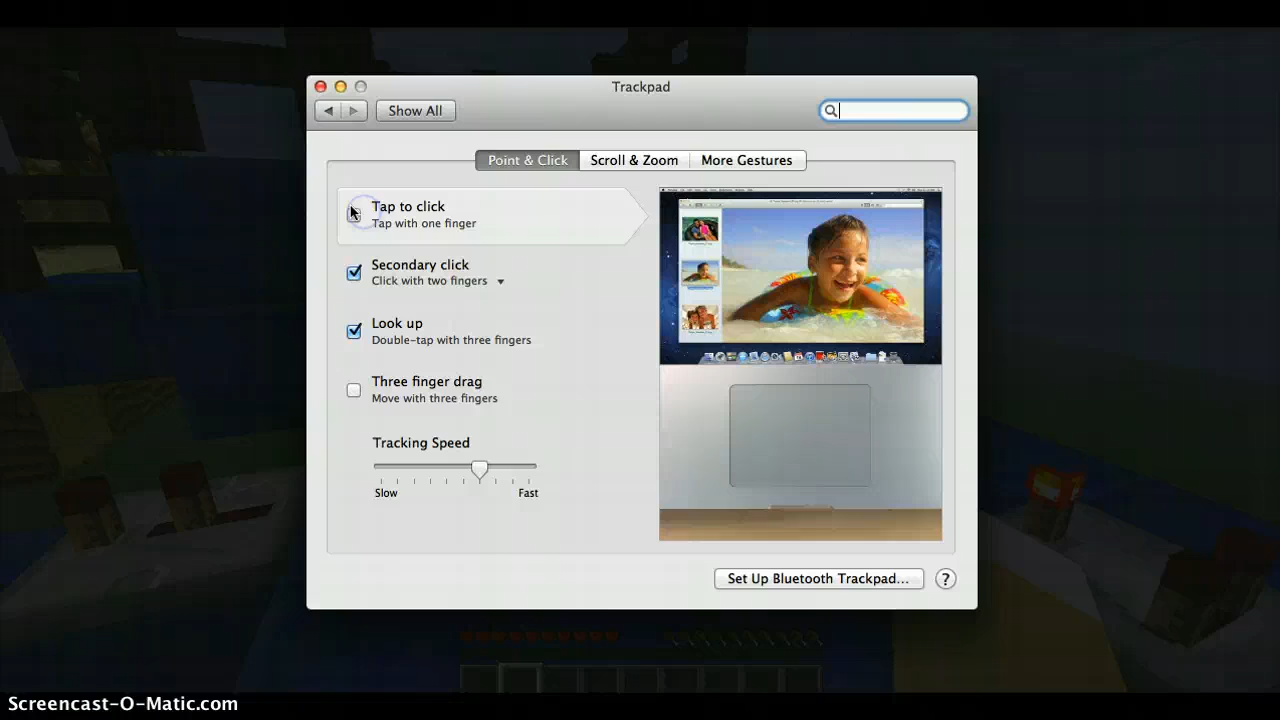 Trackpad
Show All
Point & Click
Scroll & Zoom
More Gestures
Tap to click
Tap with one finger
Secondary click
Click with two fingers
Look up
Double-tap with three fingers
Three finger drag
Move with three fingers
Tracking Speed
Slow
Fast
Set Up Bluetooth Trackpad...
?
Screencast-O-Matic.com